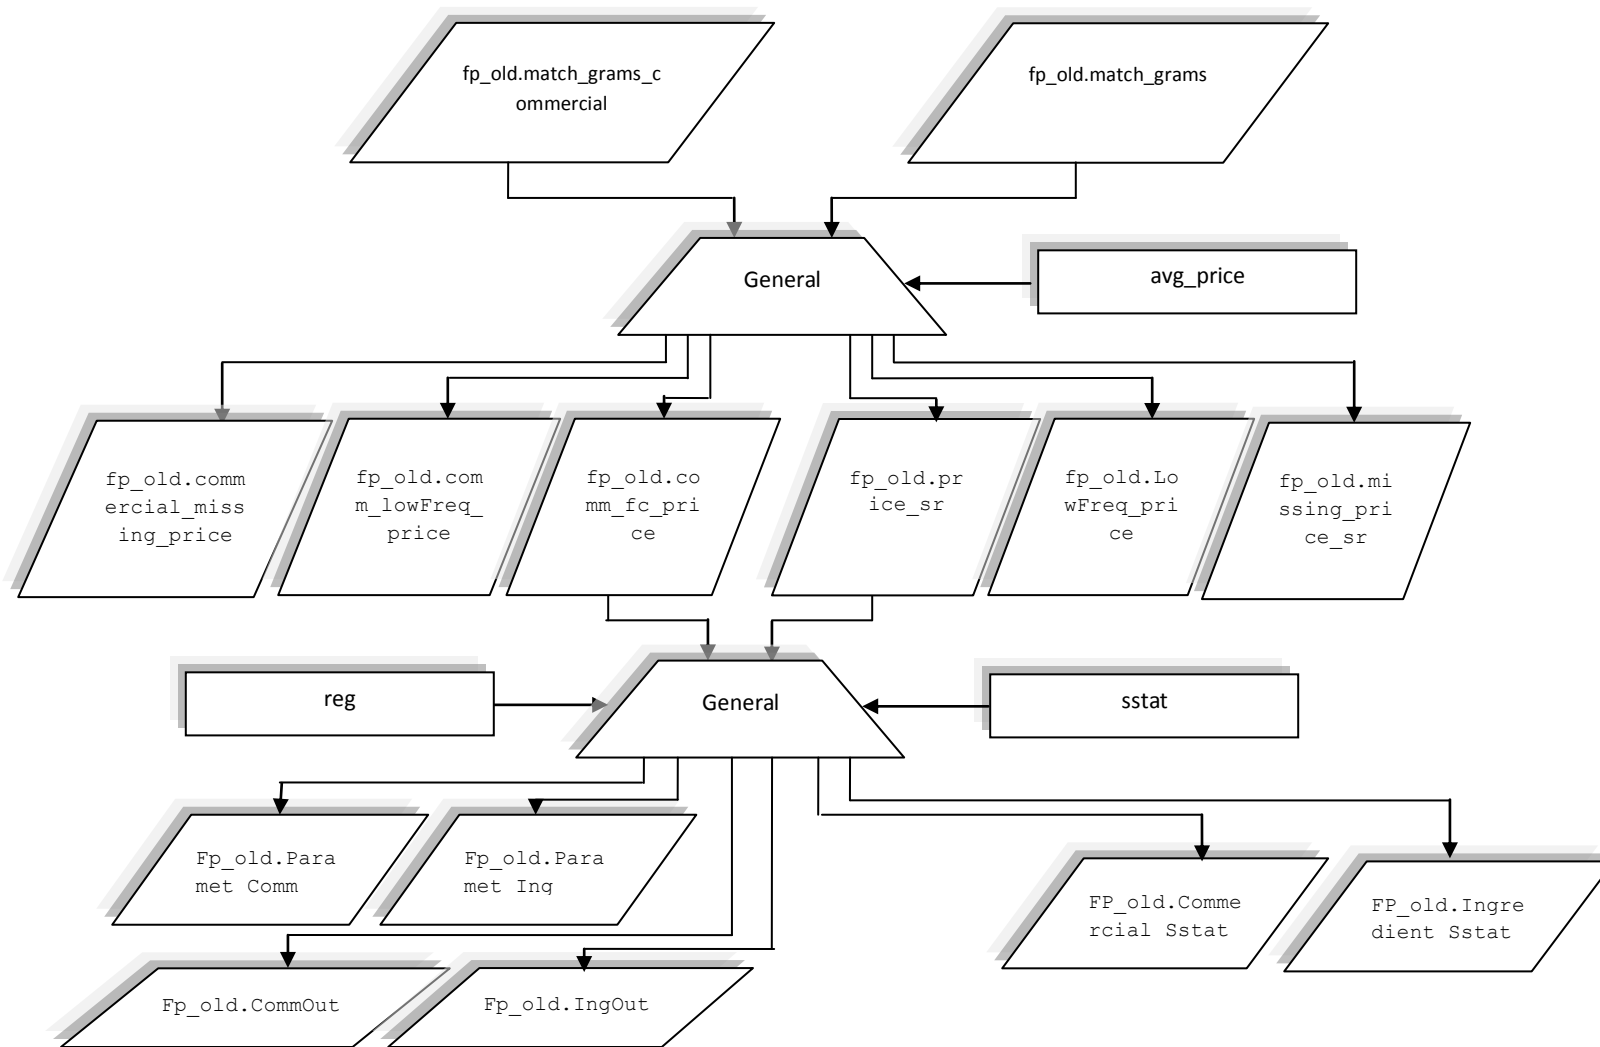 fp_old.match_grams_c
ommercial
fp_old.match_grams
General
avg_price
fp_old.comm
ercial_miss
ing_price
fp_old.com
m_lowFreq_
price
fp_old.co
mm_fc_pri
ce
fp_old.pr
ice_sr
fp_old.Lo
wFreq_pri
ce
fp_old.mi
ssing_pri
ce_sr
reg
General
sstat
Fp_old.Para
met Comm
Fp_old.Para
met Ing
FP_old.Comme
rcial Sstat
FP_old.Ingre
dient Sstat
Fp_old.CommOut
Fp_old.IngOut